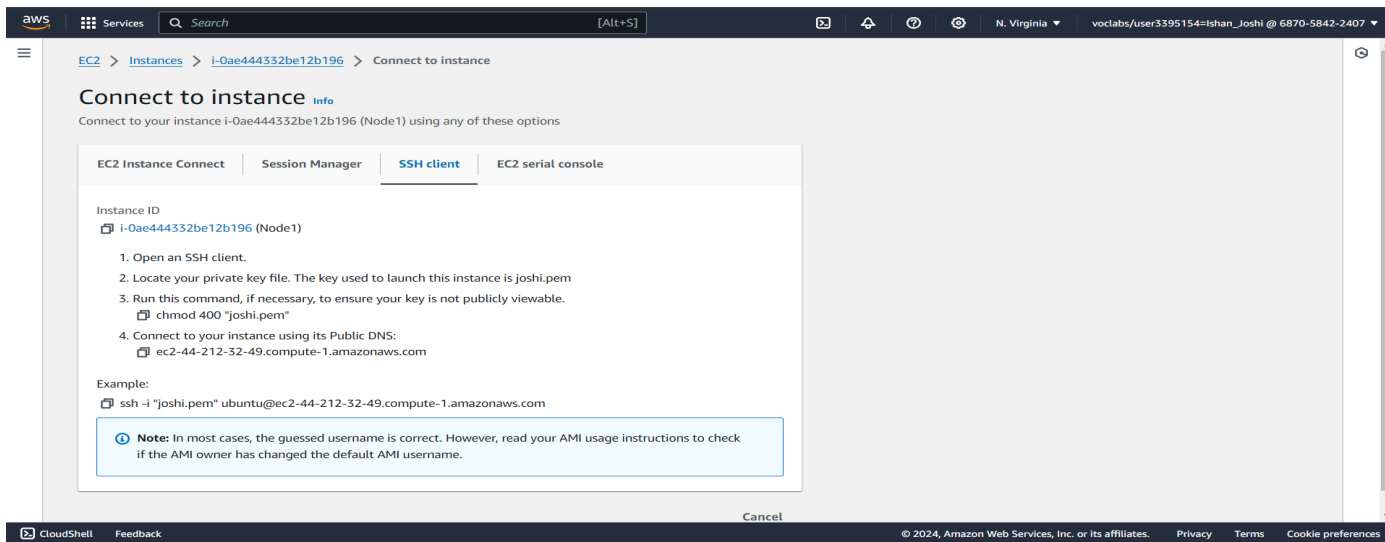 aws Services Search [Alt+S] N. Virginia ▼ voclabs/user3395154=Ishan_Joshi @ 6870-5842-2407 ▼
EC2 > Instances > i-0ae444332be12b196 > Connect to instance
Connect to instance Info
Connect to your instance i-0ae444332be12b196 (Node1) using any of these options
EC2 Instance Connect Session Manager SSH client EC2 serial console
Instance ID
i-0ae444332be12b196 (Node1)
1. Open an SSH client.
2. Locate your private key file. The key used to launch this instance is joshi.pem
3. Run this command, if necessary, to ensure your key is not publicly viewable.
chmod 400 "joshi.pem"
4. Connect to your instance using its Public DNS:
ec2-44-212-32-49.compute-1.amazonaws.com
Example:
ssh -i "joshi.pem" ubuntu@ec2-44-212-32-49.compute-1.amazonaws.com
Note: In most cases, the guessed username is correct. However, read your AMI usage instructions to check
if the AMI owner has changed the default AMI username.
Cancel
CloudShell Feedback © 2024, Amazon Web Services, Inc. or its affiliates. Privacy Terms Cookie preferences